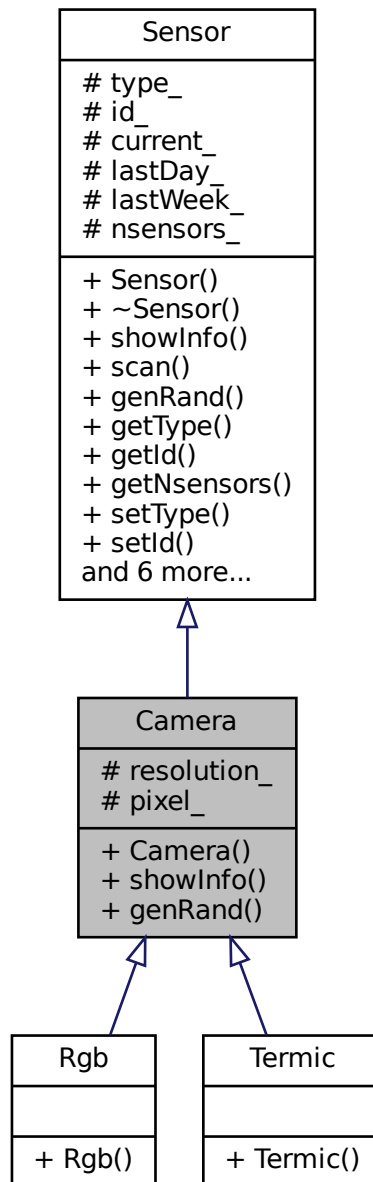 Sensor
# type_
# id_
# current_
# lastDay_
# lastWeek_
# nsensors_
+ Sensor()
+ ~Sensor()
+ showInfo()
+ scan()
+ genRand()
+ getType()
+ getId()
+ getNsensors()
+ setType()
+ setId()
and 6 more...
Camera
# resolution_
# pixel_
+ Camera()
+ showInfo()
+ genRand()
Rgb
+ Rgb()
Termic
+ Termic()